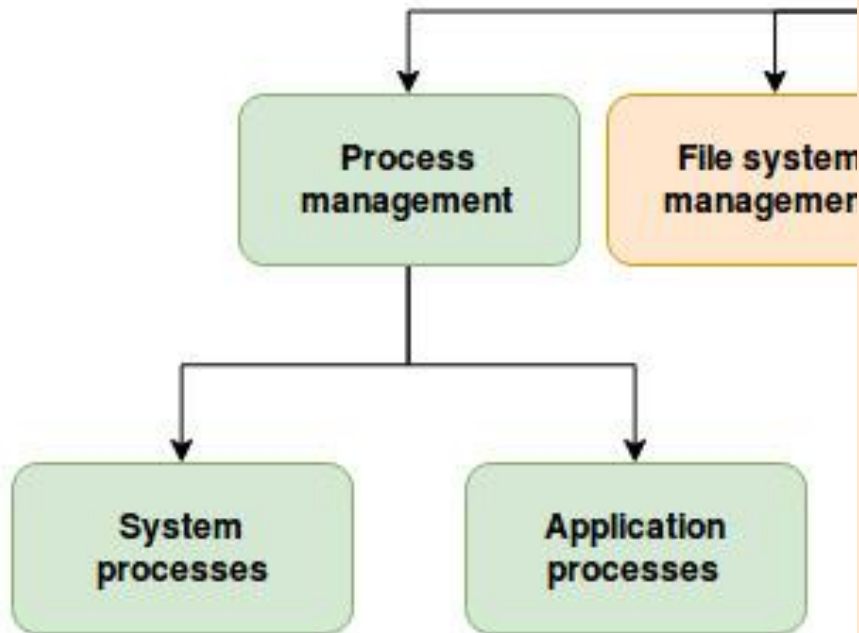 Process
management
File system
managemen
System
processes
Application
processes